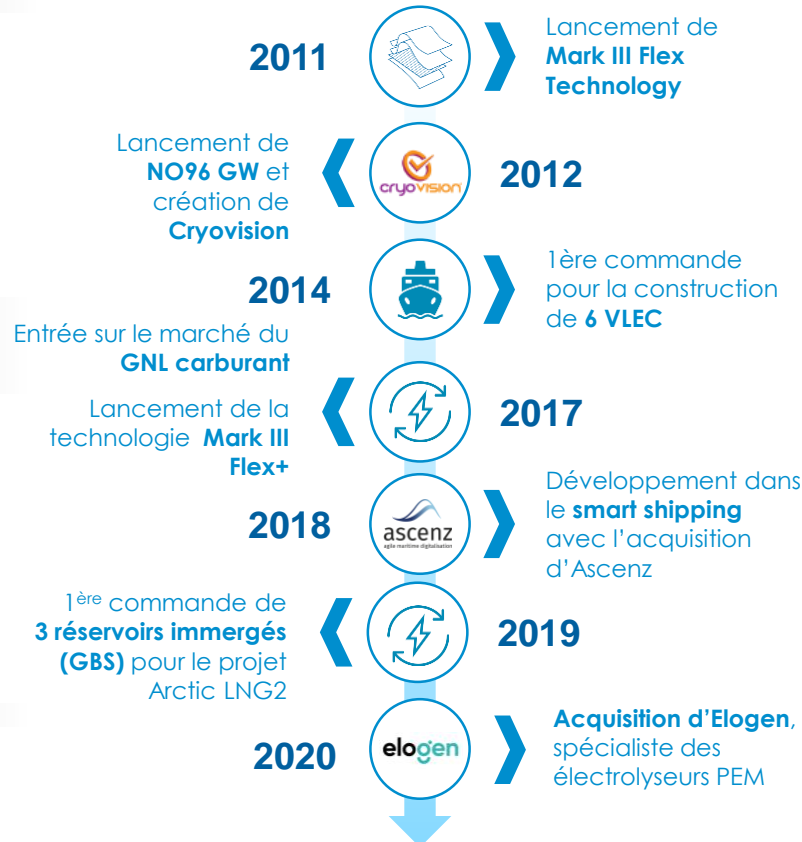 2011
Lancement de
Mark III Flex
Technology
Lancement de
NO96 GW et
création de
Cryovision
cryovision
2012
2014
1ère commande
pour la construction
de 6 VLEC
Entrée sur le marché du
GNL carburant
Lancement de la
technologie Mark III
Flex+
2017
2018
ascenz
agile maritime digitalisation
Développement dans
le smart shipping
avec l’acquisition
d’Ascenz
1ère commande de
3 réservoirs immergés
(GBS) pour le projet
Arctic LNG2
2019
2020
elogen
Acquisition d’Elogen,
spécialiste des
électrolyseurs PEM